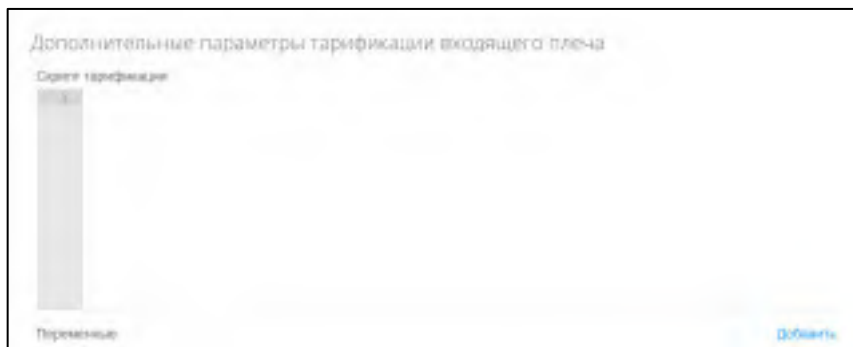 Дополнительные параметры тарификации входящего плеча
Скрипт тарификации
1
Переменные
Добавить